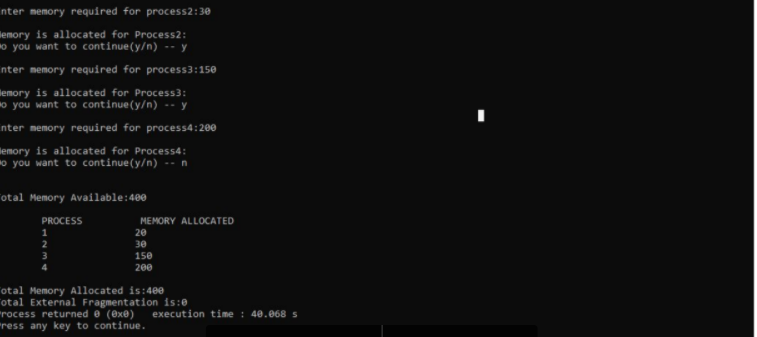 nter memory required for process2:30
emory is allocated for Process2:
o you want to continue(y/n) -- y
nter memory required for process3:150
emory is allocated for Process3:
o you want to continue(y/n) -- y
nter memory required for process4:200
emory is allocated for Process4:
o you want to continue(y/n) -- n
otal Memory Available:400
PROCESS MEMORY ALLOCATED
1 20
2 30
3 150
4 200
otal Memory Allocated is:400
otal External Fragmentation is:0
rocess returned 0 (0x0) execution time : 40.068 s
ress any key to continue.